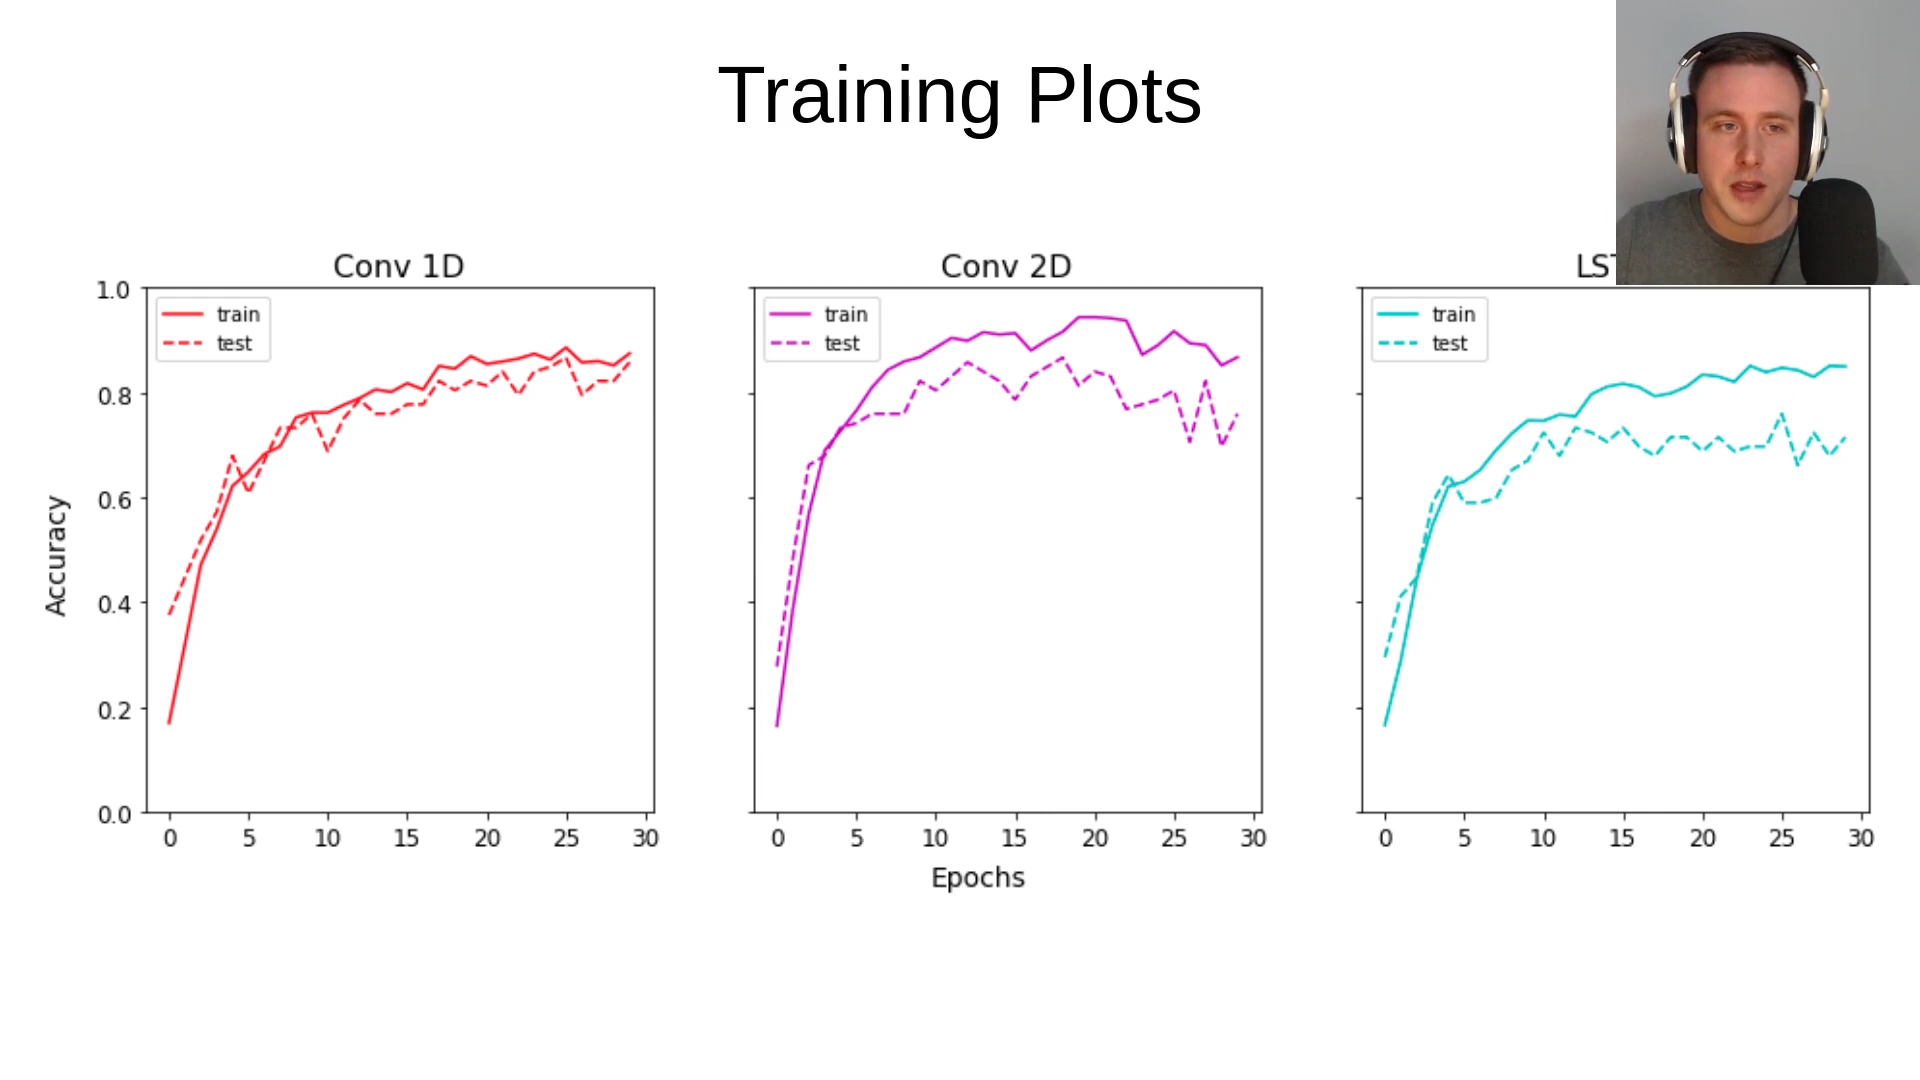 Training Plots
Conv 1D
Conv 2D
train
test
train
test
train
test
Accuracy
1.0
0.8
0.6
0.4
0.2
0.0
0 5 10 15 20 25 30
0 5 10 15 20 25 30
0 5 10 15 20 25 30
Epochs